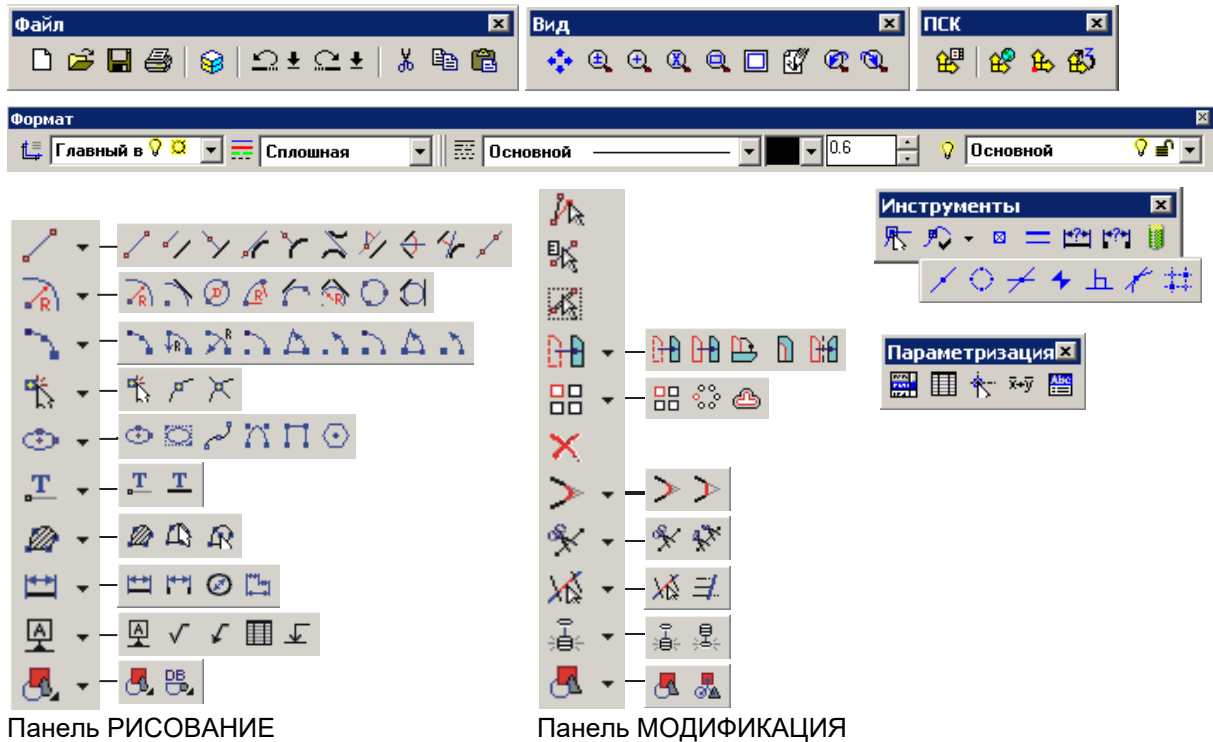 Файл
Вид
ПСК
Формат
Главный в
Сплошная
Основной
0.6
Основной
Инструменты
Параметризация
Панель РИСОВАНИЕ
Панель МОДИФИКАЦИЯ